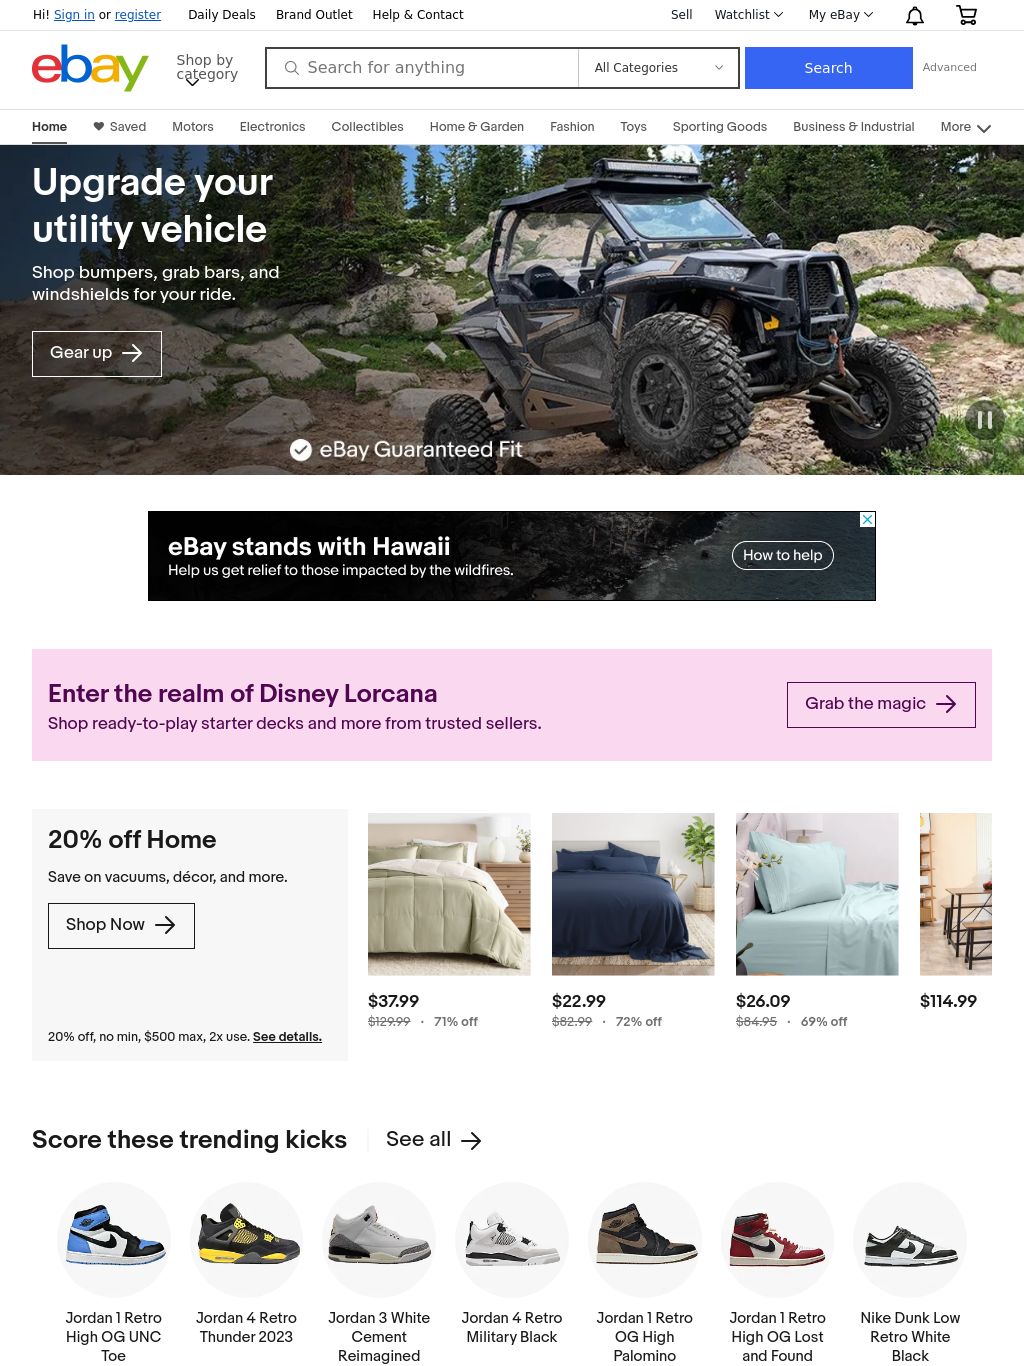 Hi! Sign in or register
Daily Deals
Brand Outlet
Help & Contact
Sell
Watchlist
My eBay
ebay
Shop by
category
Search for anything
All Categories
Search
Advanced
Home
Saved
Motors
Electronics
Collectibles
Home & Garden
Fashion
Toys
Sporting Goods
Business & Industrial
More
Upgrade your
utility vehicle
Shop bumpers, grab bars, and
windshields for your ride.
Gear up
eBay Guaranteed Fit
eBay stands with Hawaii
Help us get relief to those impacted by the wildfires.
How to help
Enter the realm of Disney Lorcana
Shop ready-to-play starter decks and more from trusted sellers.
Grab the magic
20% off Home
Save on vacuums, décor, and more.
Shop Now
20% off, no min, $500 max, 2x use. See details.
$37.99
$129.99 · 71% off
$22.99
$82.99 · 72% off
$26.09
$84.95 · 69% off
$114.99
Score these trending kicks
See all
Jordan 1 Retro
High OG UNC
Toe
Jordan 4 Retro
Thunder 2023
Jordan 3 White
Cement
Reimagined
Jordan 4 Retro
Military Black
Jordan 1 Retro
OG High
Palomino
Jordan 1 Retro
High OG Lost
and Found
Nike Dunk Low
Retro White
Black